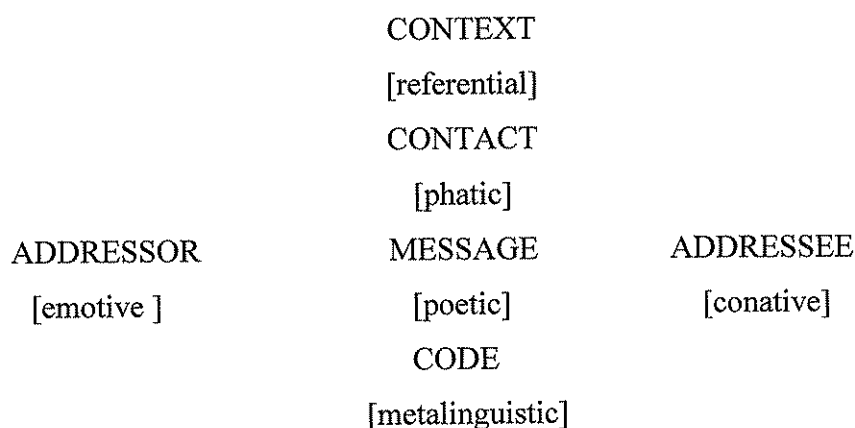 CONTEXT
[referential]
CONTACT
[phatic]
ADDRESSOR MESSAGE ADDRESSEE
[emotive ] [poetic] [conative]
CODE
[metalinguistic]